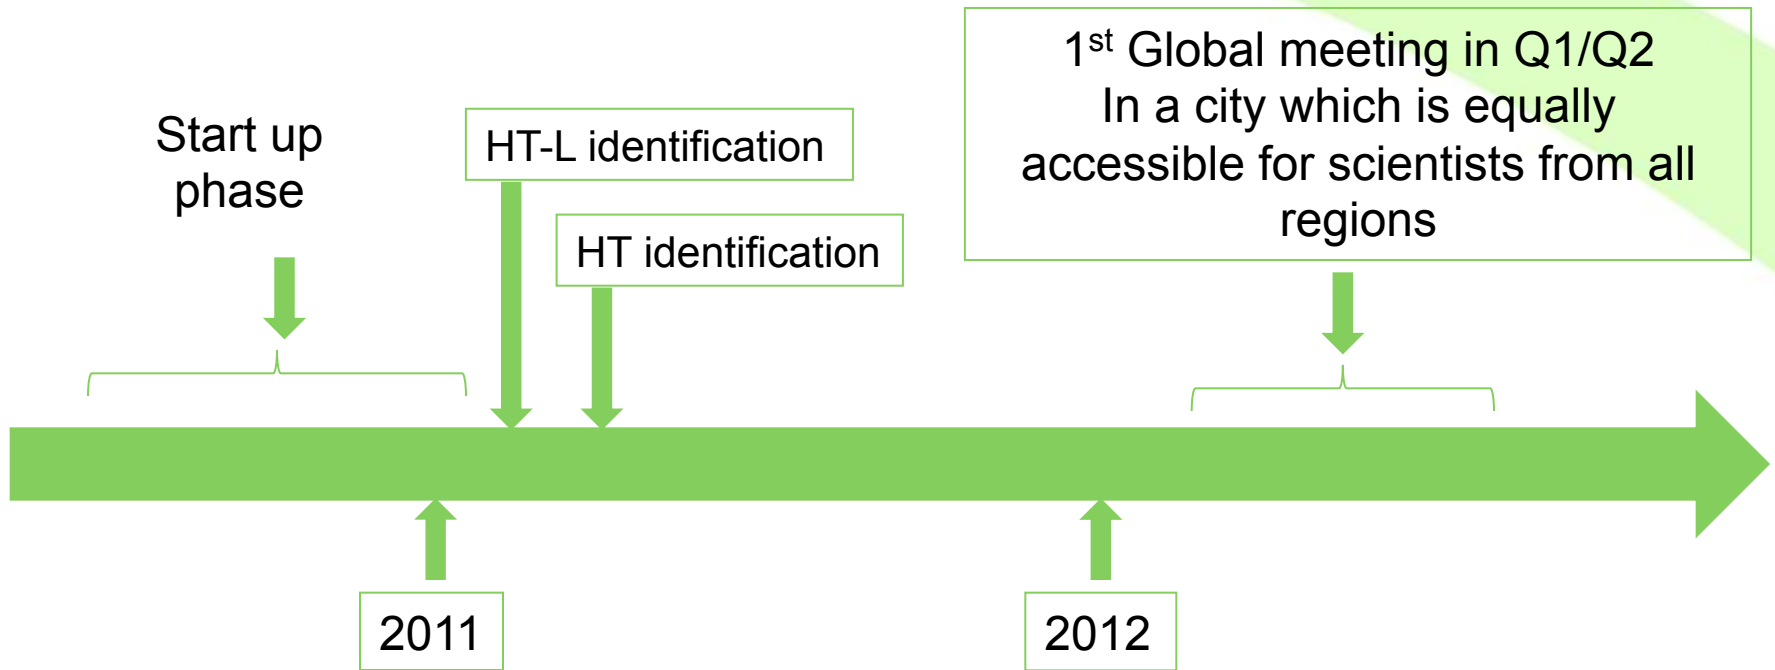 Start up
phase
HT-L identification
HT identification
1st Global meeting in Q1/Q2
In a city which is equally
accessible for scientists from all
regions
2011
2012